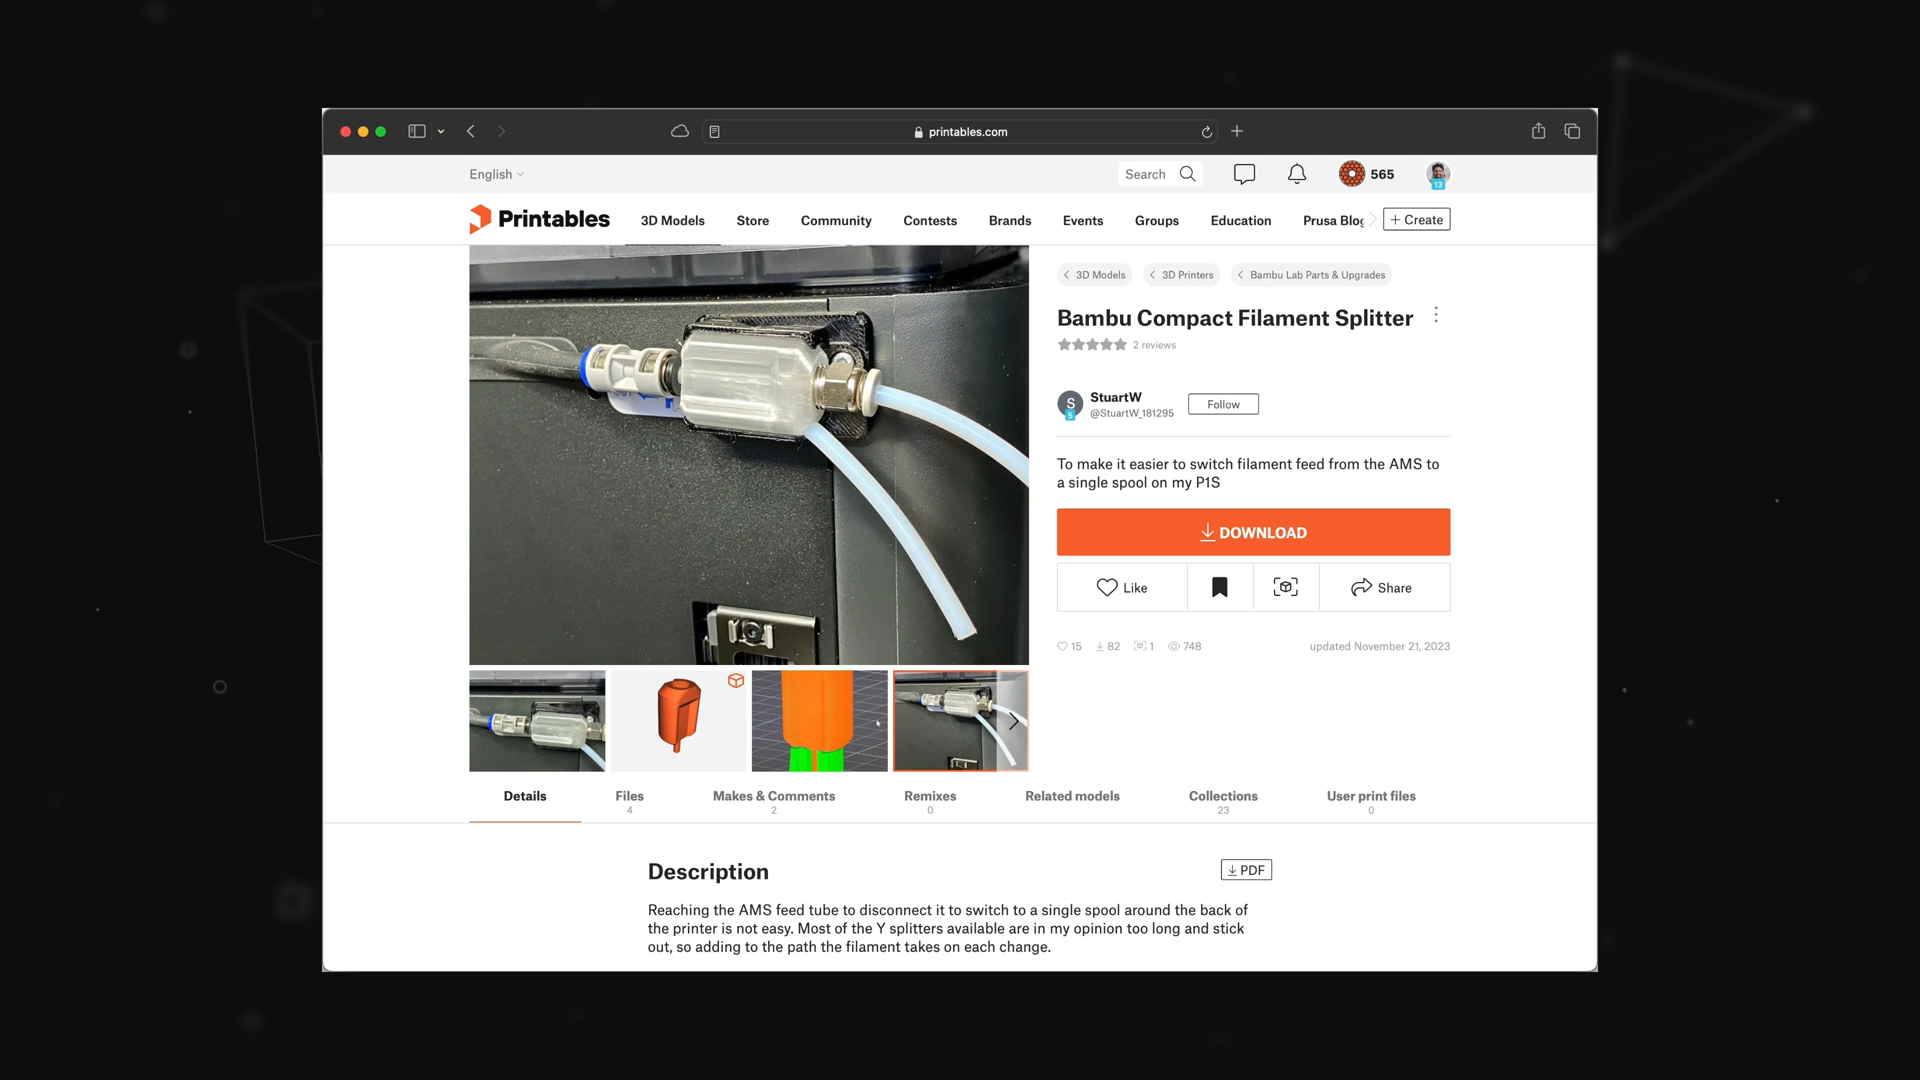 printables.com
English
Search
565
13
Printables
3D Models
Store
Community
Contests
Brands
Events
Groups
Education
Prusa Blog
+ Create
3D Models
3D Printers
Bambu Lab Parts & Upgrades
Bambu Compact Filament Splitter
2 reviews
S
5
StuartW
@StuartW_181295
Follow
To make it easier to switch filament feed from the AMS to
a single spool on my P1S
DOWNLOAD
Like
Share
15
82
1
748
updated November 21, 2023
Details
Files
4
Makes & Comments
2
Remixes
0
Related models
Collections
23
User print files
0
Description
PDF
Reaching the AMS feed tube to disconnect it to switch to a single spool around the back of
the printer is not easy. Most of the Y splitters available are in my opinion too long and stick
out, so adding to the path the filament takes on each change.